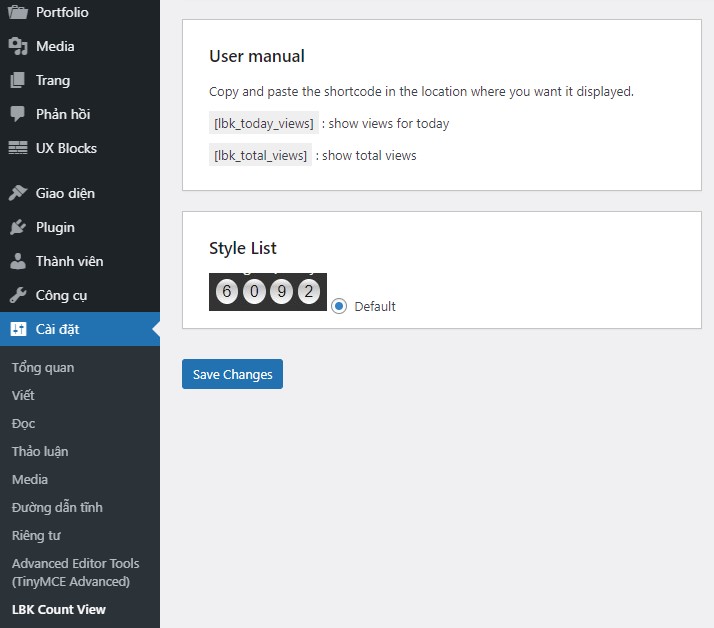 Portfolio
Media
Trang
Phản hồi
UX Blocks
Giao diện
Plugin
Thành viên
Công cụ
Cài đặt
Tổng quan
Viết
Đọc
Thảo luận
Media
Đường dẫn tĩnh
Riêng tư
Advanced Editor Tools
(TinyMCE Advanced)
LBK Count View
User manual
Copy and paste the shortcode in the location where you want it displayed.
[lbk_today_views] : show views for today
[lbk_total_views] : show total views
Style List
6 0 9 2 Default
Save Changes